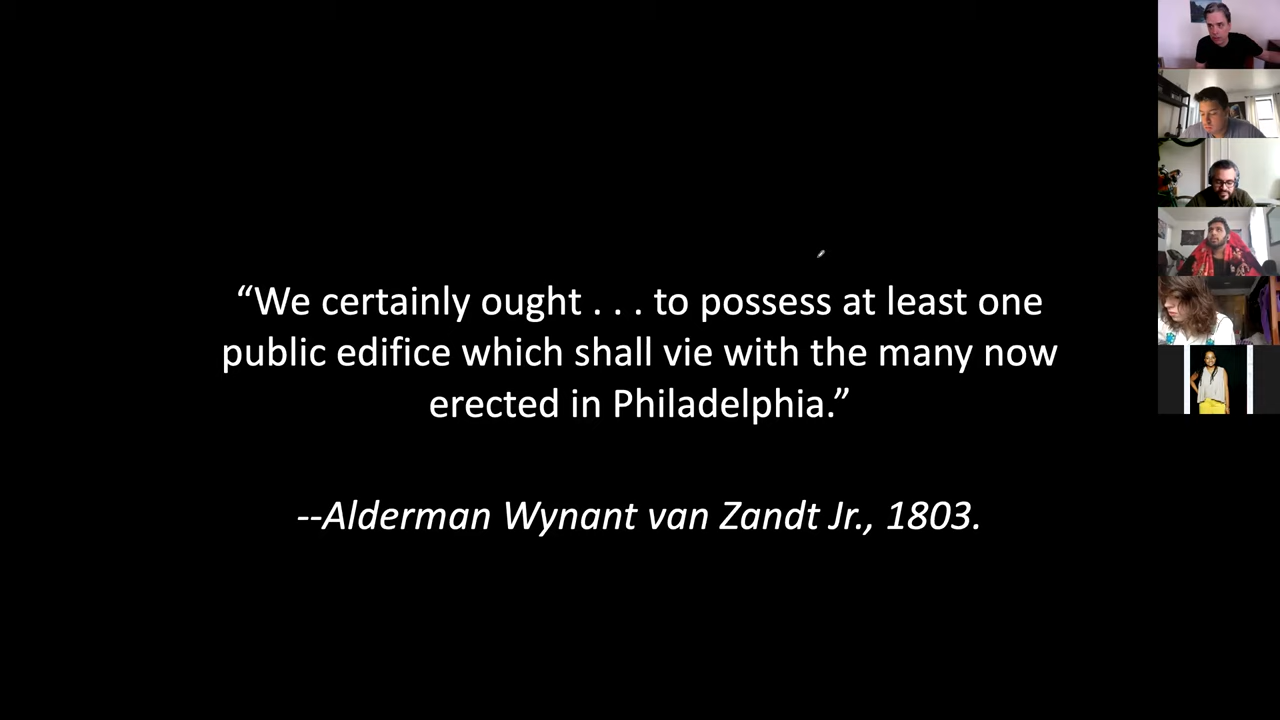 “We certainly ought . . . to possess at least one
public edifice which shall vie with the many now
erected in Philadelphia.”
--Alderman Wynant van Zandt Jr., 1803.